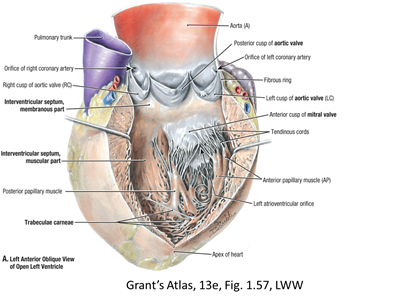 Aorta (A)
Pulmonary trunk
Posterior cusp of aortic valve
Orifice of left coronary artery
Orifice of right coronary artery
Fibrous ring
Right cusp of aortic valve (RC)
Left cusp of aortic valve (LC)
Interventricular septum,
membranous part
Anterior cusp of mitral valve
Tendinous cords
Interventricular septum,
muscular part
Anterior papillary muscle (AP)
Posterior papillary muscle
Left atrioventricular orifice
Trabeculae carneae
Apex of heart
A. Left Anterior Oblique View
of Open Left Ventricle
Grant's Atlas, 13e, Fig. 1.57, LWW